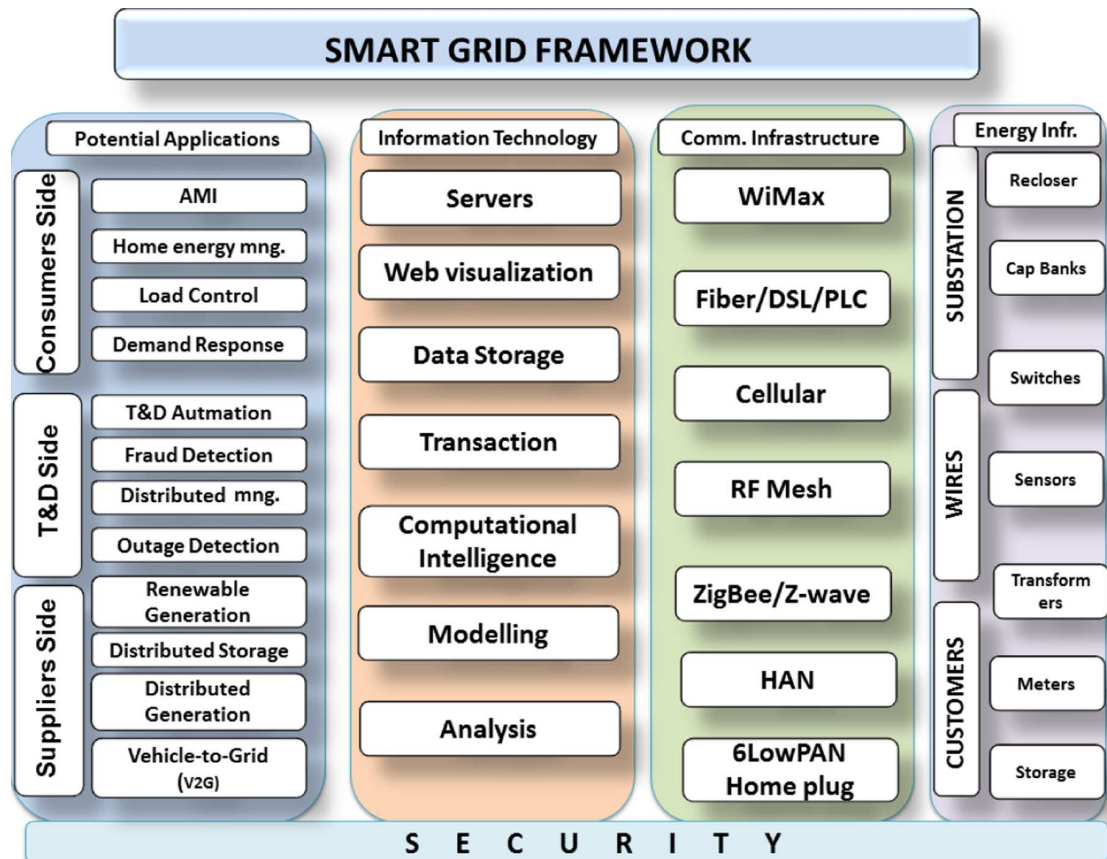 SMART GRID FRAMEWORK
Potential Applications
Consumers Side
AMI
Home energy mng.
Load Control
Demand Response
T&D Side
T&D Autmation
Fraud Detection
Distributed mng.
Outage Detection
Suppliers Side
Renewable
Generation
Distributed Storage
Distributed
Generation
Vehicle-to-Grid
(V2G)
Information Technology
Servers
Web visualization
Data Storage
Transaction
Computational
Intelligence
Modelling
Analysis
Comm. Infrastructure
WiMax
Fiber/DSL/PLC
Cellular
RF Mesh
ZigBee/Z-wave
HAN
6LowPAN
Home plug
Energy Infr.
SUBSTATION
Recloser
Cap Banks
Switches
WIRES
Sensors
Transform
ers
CUSTOMERS
Meters
Storage
S E C U R I T Y